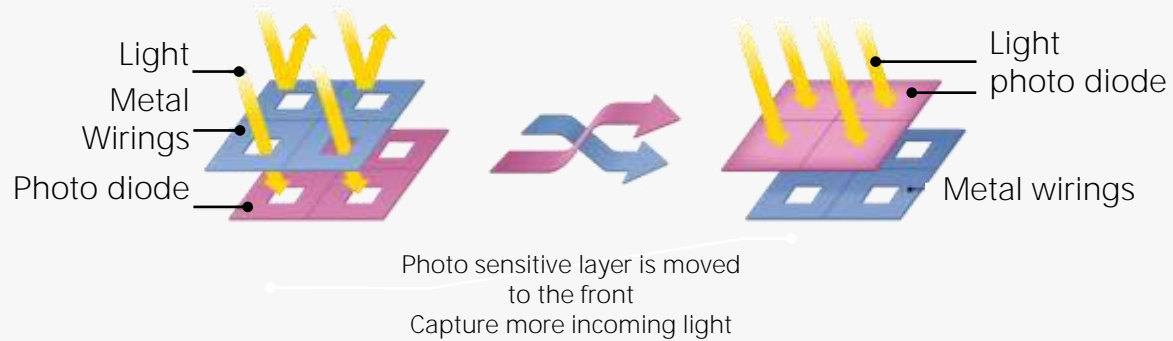 Light
Metal
Wirings
Photo diode
Light
photo diode
Metal wirings
Photo sensitive layer is moved
to the front
Capture more incoming light